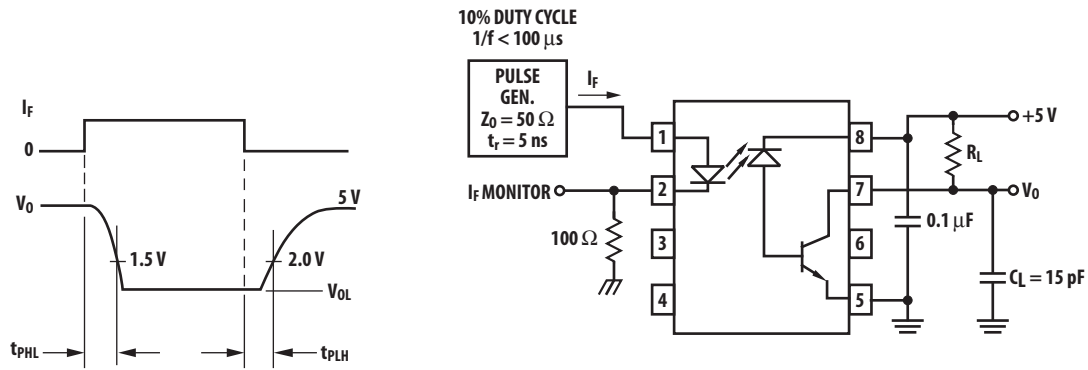 I_F
0
V_O
5 V
1.5 V
2.0 V
V_OL
t_PHL
t_PLH
10% DUTY CYCLE
1/f < 100 μs
PULSE
GEN.
Z_O = 50 Ω
t_r = 5 ns
I_F
1
2
3
4
8
7
6
5
I_F MONITOR
100 Ω
+5 V
R_L
V_O
0.1 μF
C_L = 15 pF